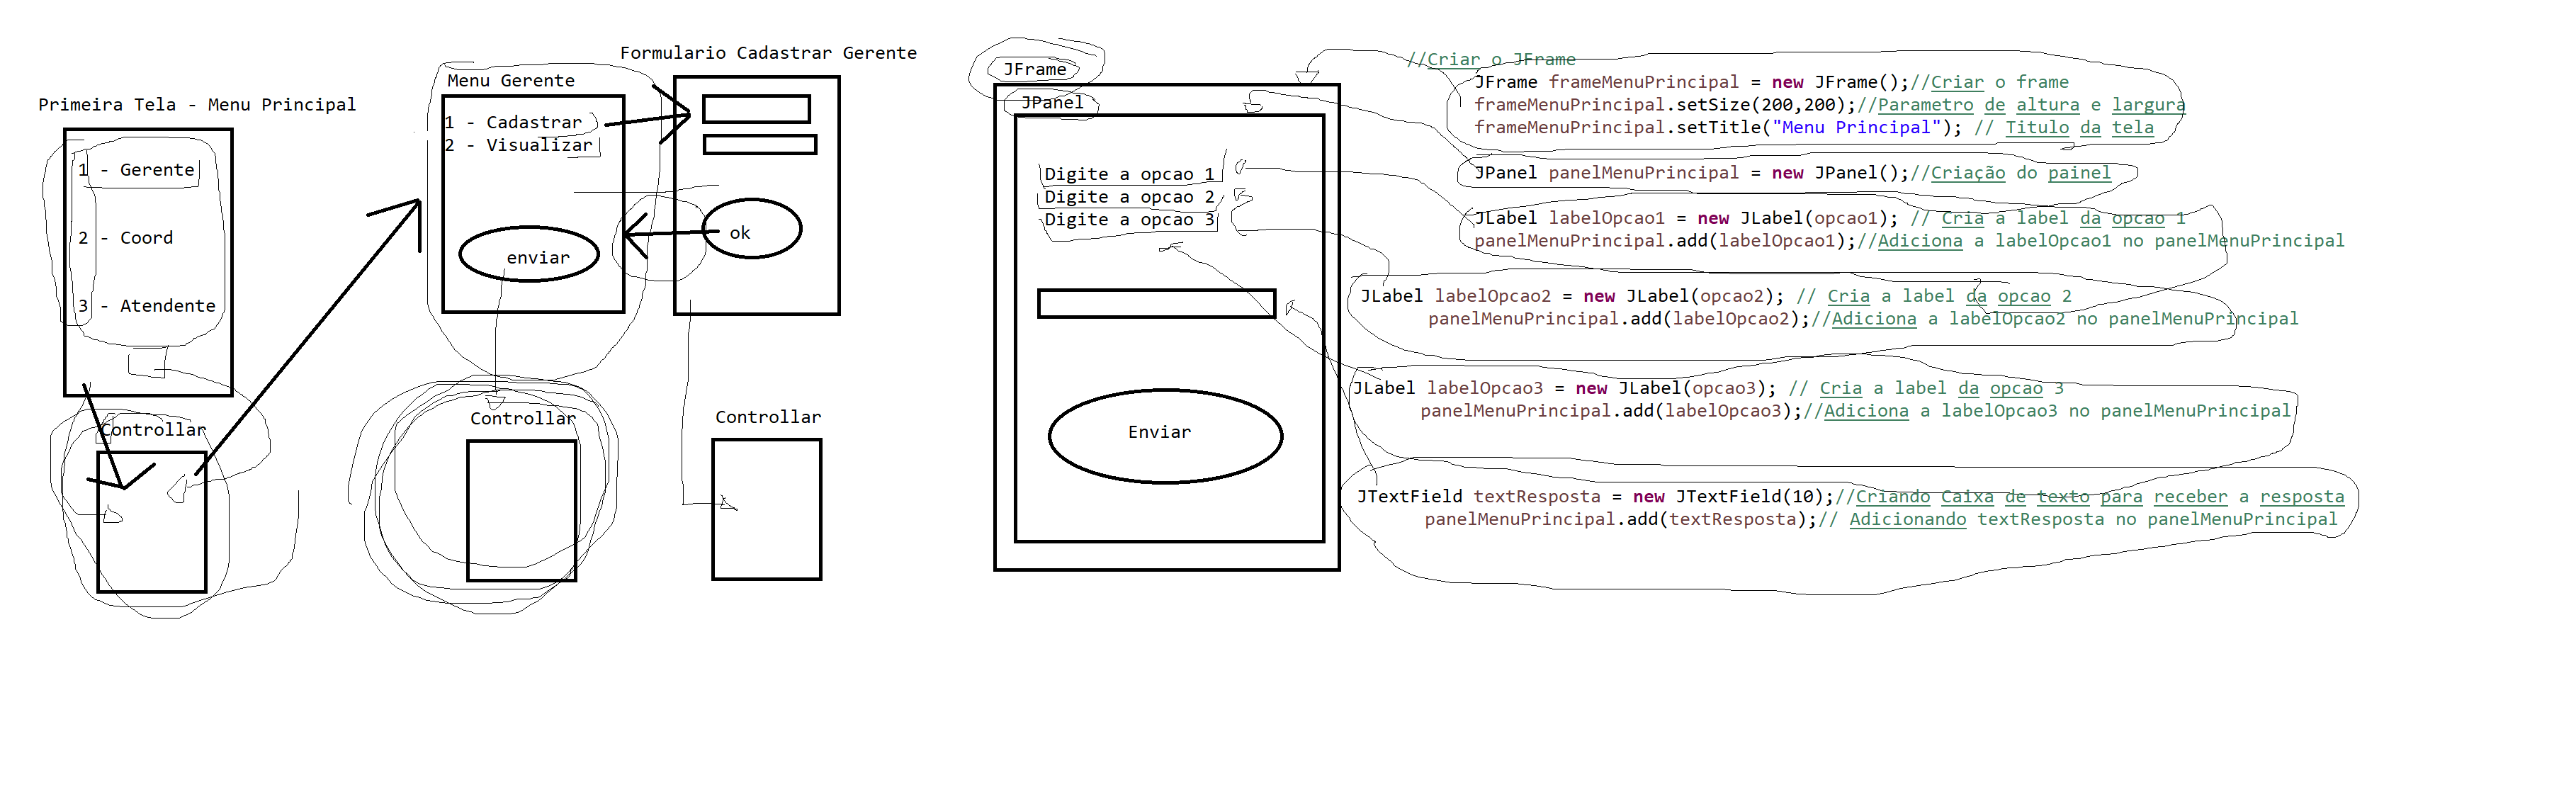 Primeira Tela - Menu Principal
1 - Gerente
2 - Coord
3 - Atendente
Controllar
Menu Gerente
1 - Cadastrar
2 - Visualizar
enviar
Controllar
Formulario Cadastrar Gerente
ok
Controllar
JFrame
JPanel
Digite a opcao 1
Digite a opcao 2
Digite a opcao 3
Enviar
//Criar o JFrame
JFrame frameMenuPrincipal = new JFrame();//Criar o frame
frameMenuPrincipal.setSize(200,200);//Parametro de altura e largura
frameMenuPrincipal.setTitle("Menu Principal"); // Titulo da tela
JPanel panelMenuPrincipal = new JPanel();//Criação do painel
JLabel labelOpcao1 = new JLabel(opcao1); // Cria a label da opcao 1
panelMenuPrincipal.add(labelOpcao1);//Adiciona a labelOpcao1 no panelMenuPrincipal
JLabel labelOpcao2 = new JLabel(opcao2); // Cria a label da opcao 2
panelMenuPrincipal.add(labelOpcao2);//Adiciona a labelOpcao2 no panelMenuPrincipal
JLabel labelOpcao3 = new JLabel(opcao3); // Cria a label da opcao 3
panelMenuPrincipal.add(labelOpcao3);//Adiciona a labelOpcao3 no panelMenuPrincipal
JTextField textResposta = new JTextField(10);//Criando Caixa de texto para receber a resposta
panelMenuPrincipal.add(textResposta);// Adicionando textResposta no panelMenuPrincipal